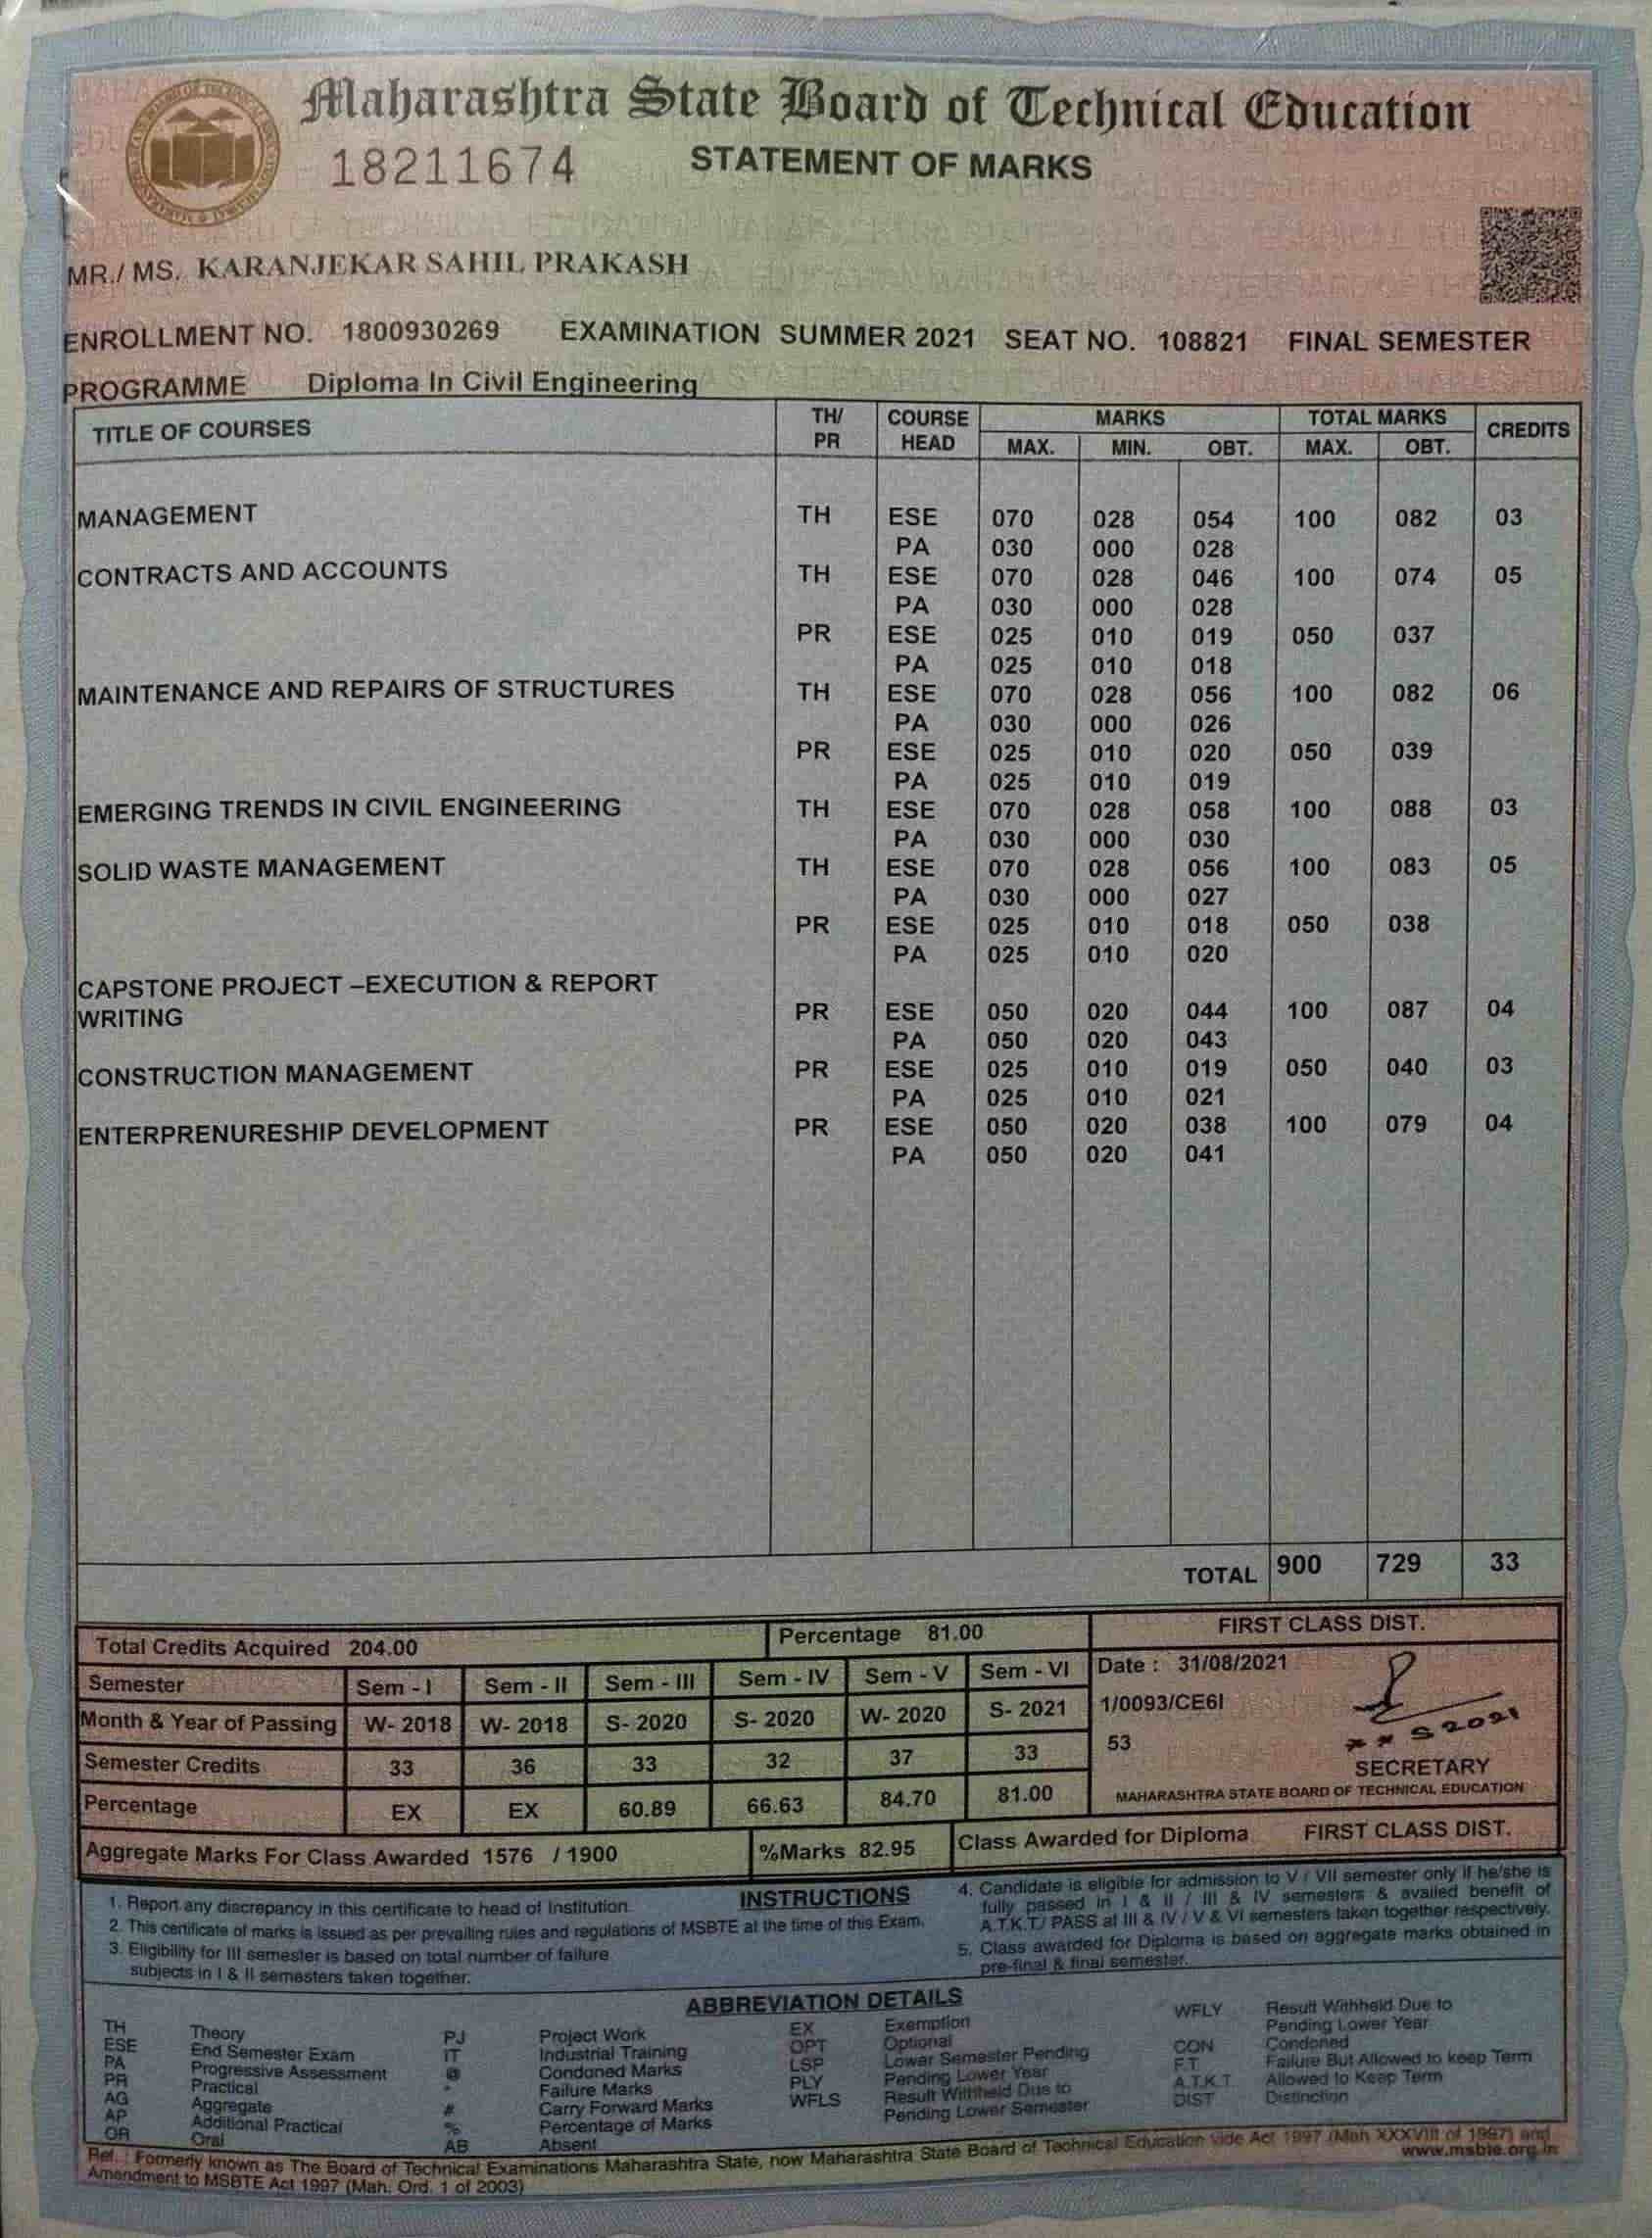 Maharashtra State Board of Technical Education
18211674 STATEMENT OF MARKS
MR./ MS. KARANJEKAR SAHIL PRAKASH
ENROLLMENT NO. 1800930269 EXAMINATION SUMMER 2021 SEAT NO. 108821 FINAL SEMESTER
PROGRAMME Diploma In Civil Engineering
TITLE OF COURSES TH/ PR COURSE HEAD MARKS TOTAL MARKS CREDITS
MAX. MIN. OBT. MAX. OBT.
MANAGEMENT TH ESE 070 028 054 100 082 03
PA 030 000 028
CONTRACTS AND ACCOUNTS TH ESE 070 028 046 100 074 05
PA 030 000 028
PR ESE 025 010 019 050 037
PA 025 010 018
MAINTENANCE AND REPAIRS OF STRUCTURES TH ESE 070 028 056 100 082 06
PA 030 000 026
PR ESE 025 010 020 050 039
PA 025 010 019
EMERGING TRENDS IN CIVIL ENGINEERING TH ESE 070 028 058 100 088 03
PA 030 000 030
SOLID WASTE MANAGEMENT TH ESE 070 028 056 100 083 05
PA 030 000 027
PR ESE 025 010 018 050 038
PA 025 010 020
CAPSTONE PROJECT –EXECUTION & REPORT
WRITING PR ESE 050 020 044 100 087 04
PA 050 020 043
CONSTRUCTION MANAGEMENT PR ESE 025 010 019 050 040 03
PA 025 010 021
ENTERPRENURESHIP DEVELOPMENT PR ESE 050 020 038 100 079 04
PA 050 020 041
TOTAL 900 729 33
Total Credits Acquired 204.00 Percentage 81.00 FIRST CLASS DIST.
Semester Sem - I Sem - II Sem - III Sem - IV Sem - V Sem - VI Date : 31/08/2021
Month & Year of Passing W- 2018 W- 2018 S- 2020 S- 2020 W- 2020 S- 2021 1/0093/CE6I
S 2021
Semester Credits 33 36 33 32 37 33 53
SECRETARY
Percentage EX EX 60.89 66.63 84.70 81.00 MAHARASHTRA STATE BOARD OF TECHNICAL EDUCATION
Aggregate Marks For Class Awarded 1576 / 1900 %Marks 82.95 Class Awarded for Diploma FIRST CLASS DIST.
INSTRUCTIONS
1. Report any discrepancy in this certificate to head of Institution.
2. This certificate of marks is issued as per prevailing rules and regulations of MSBTE at the time of this Exam.
3. Eligibility for III semester is based on total number of failure
subjects in I & II semesters taken together.
4. Candidate is eligible for admission to V / VII semester only if he/she is
fully passed in I & II / III & IV semesters & availed benefit of
A.T.K.T./ PASS at III & IV / V & VI semesters taken together respectively.
5. Class awarded for Diploma is based on aggregate marks obtained in
pre-final & final semester.
ABBREVIATION DETAILS
TH Theory
ESE End Semester Exam
PA Progressive Assessment
PR Practical
AG Aggregate
AP Additional Practical
OR Oral
PJ Project Work
IT Industrial Training
@ Condoned Marks
* Failure Marks
# Carry Forward Marks
% Percentage of Marks
AB Absent
EX Exemption
OPT Optional
LSP Lower Semester Pending
PLY Pending Lower Year
WFLS Result Withheld Due to
Pending Lower Semester
WFLY Result Withheld Due to
Pending Lower Year
CON Condoned
F.T. Failure But Allowed to keep Term
A.T.K.T. Allowed to Keep Term
DIST Distinction
Ref. : Formerly known as The Board of Technical Examinations Maharashtra State, now Maharashtra State Board of Technical Education vide Act 1997 (Mah XXXVIII of 1997) and
Amendment to MSBTE Act 1997 (Mah. Ord. 1 of 2003) www.msbte.org.in